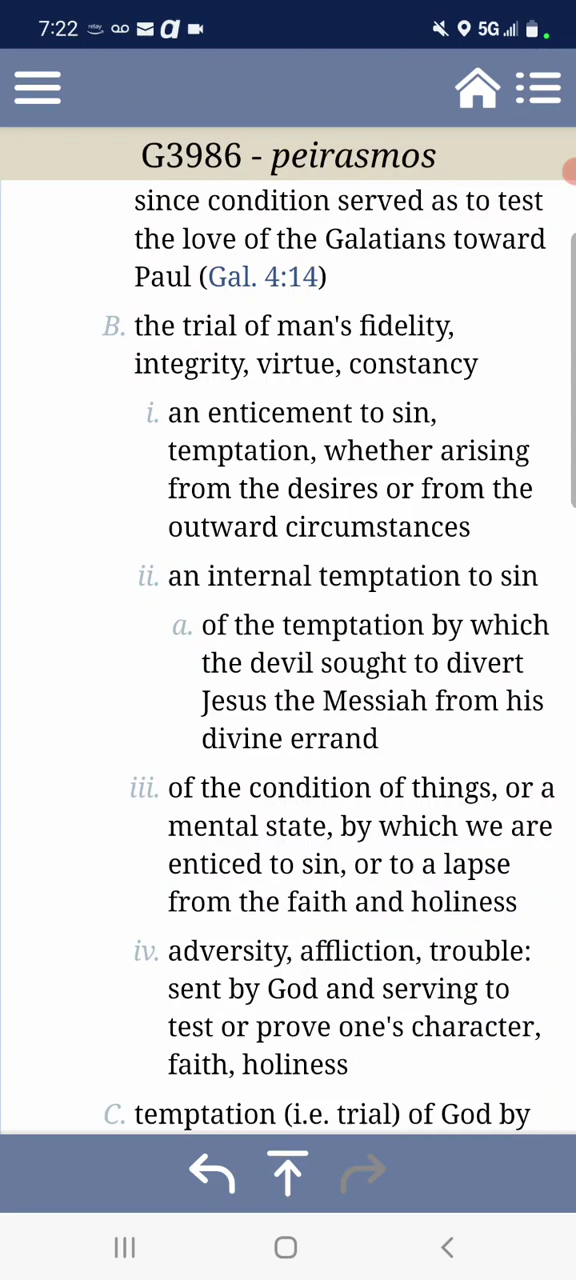 7:22 relay 5G
G3986 - peirasmos
since condition served as to test
the love of the Galatians toward
Paul (Gal. 4:14)
B. the trial of man's fidelity,
integrity, virtue, constancy
i. an enticement to sin,
temptation, whether arising
from the desires or from the
outward circumstances
ii. an internal temptation to sin
a. of the temptation by which
the devil sought to divert
Jesus the Messiah from his
divine errand
iii. of the condition of things, or a
mental state, by which we are
enticed to sin, or to a lapse
from the faith and holiness
iv. adversity, affliction, trouble:
sent by God and serving to
test or prove one's character,
faith, holiness
C. temptation (i.e. trial) of God by